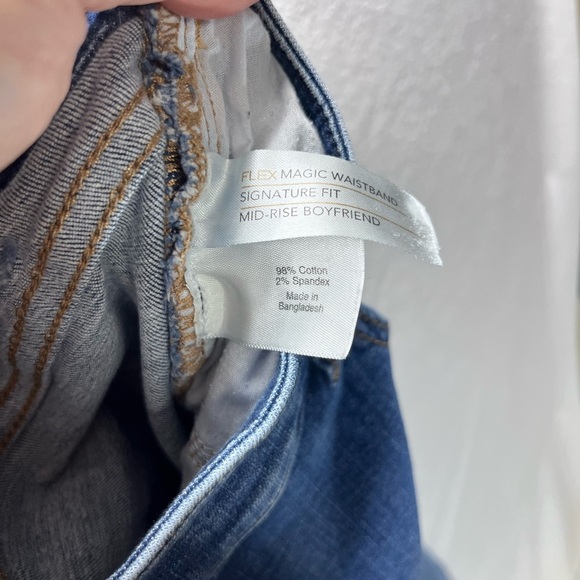 FLEX MAGIC WAISTBAND
SIGNATURE FIT
MID-RISE BOYFRIEND
98% Cotton
2% Spandex
Made in
Bangladesh